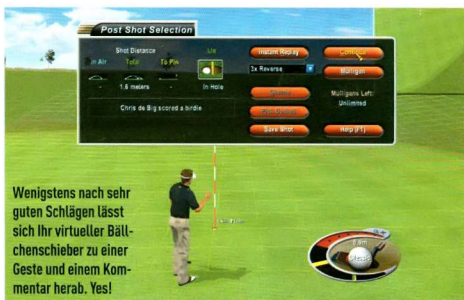 Post Shot Selection
Shot Distance
In Air Total To Pin Lie
- 1.6 meters - In Hole
Chris de Big scored a birdie
Instant Replay
3x Reverse
Save Shot
Continue
Mulligan
Mulligans Left:
Unlimited
Help (F1)
Wenigstens nach sehr
guten Schlägen lässt
sich Ihr virtueller Bäll-
chenschieber zu einer
Geste und einem Kom-
mentar herab. Yes!